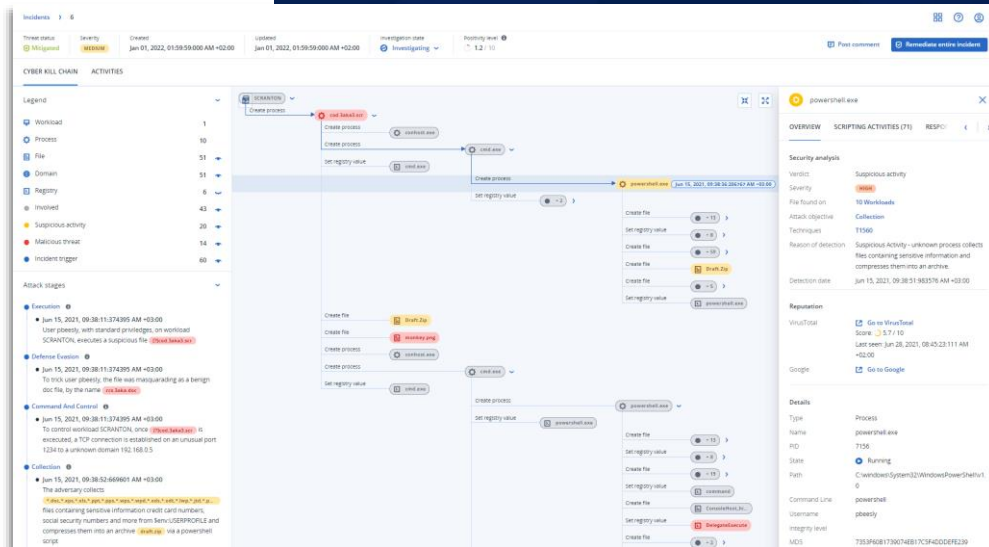 Incidents > 6
Threat status
Mitigated
Severity
MEDIUM
Created
Jan 01, 2022, 01:59:59:000 AM +02:00
Updated
Jan 01, 2022, 01:59:59:000 AM +02:00
Investigation state
Investigating
Positivity level
1.2 / 10
Post comment
Remediate entire incident
CYBER KILL CHAIN
ACTIVITIES
Legend
Workload 1
Process 10
File 51
Domain 51
Registry 6
Involved 43
Suspicious activity 20
Malicious threat 14
Incident trigger 60
Attack stages
Execution
Jun 15, 2021, 09:38:11:374395 AM +03:00
User pbeesly, with standard priviledges, on workload
SCRANTON, executes a suspicious file
Defense Evasion
Jun 15, 2021, 09:38:11:374395 AM +03:00
To trick user pbeesly, the file was masquarading as a benign
doc file, by the name
Command And Control
Jun 15, 2021, 09:38:11:374395 AM +03:00
To control workload SCRANTON, once is
excecuted, a TCP connection is established on an unusual port
1234 to a unknown domain 192.168.0.5
Collection
Jun 15, 2021, 09:38:52:669601 AM +03:00
The adversary collects
files containing sensitive information credit card numbers,
social security numbers and more from $env:USERPROFILE and
compresses them into an archive draft.zip via a powershell
script
SCRANTON
Create process
Create process
conhost.exe
Create process
cmd.exe
Set registry value
cmd.exe
Create process
powershell.exe
Set registry value
Create file
Set registry value
Create file
Create file
Draft.Zip
Create file
Set registry value
powershell.exe
Create file
Draft.Zip
Create file
monkey.png
Create process
conhost.exe
Create process
cmd.exe
Set registry value
cmd.exe
Create process
powershell.exe
Set registry value
powershell.exe
Create file
Set registry value
Create file
Create file
command
Create file
Set registry value
DelegateExecute
Create file
powershell.exe
OVERVIEW
SCRIPTING ACTIVITIES (71)
Security analysis
Verdict Suspicious activity
Severity HIGH
File found on 10 Workloads
Attack objective Collection
Techniques T1560
Reason of detection Suspicious Activity - unknown process collects
files containing sensitive information and
compresses them into an archive.
Detection date Jun 15, 2021, 09:38:51:983576 AM +03:00
Reputation
VirusTotal Go to VirusTotal
Score: 5.7 / 10
Last seen: Jun 28, 2021, 08:45:23:111 AM
+02:00
Google Go to Google
Details
Type Process
Name powershell.exe
PID 7156
State Running
Path C:\windows\System32\WindowsPowerShell\v1.
0
Command Line powershell
Username pbeesly
Integrity level
MD5